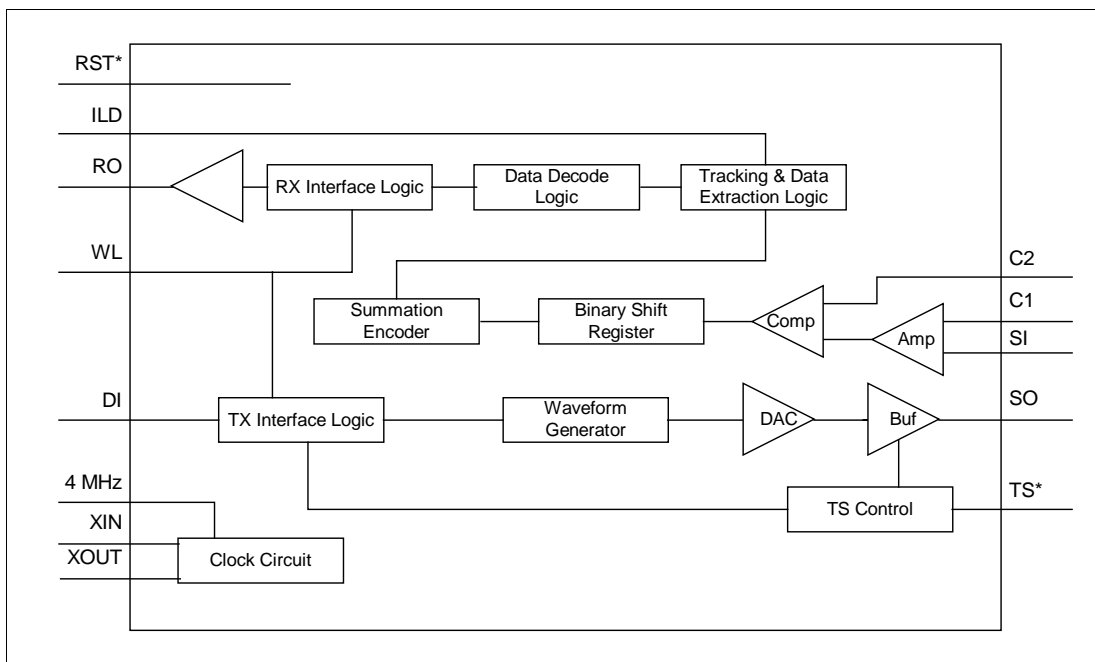 RST*
ILD
RO
RX Interface Logic
Data Decode
Logic
Tracking & Data
Extraction Logic
WL
C2
Summation
Encoder
Binary Shift
Register
Comp
Amp
C1
SI
DI
TX Interface Logic
Waveform
Generator
DAC
Buf
SO
4 MHz
TS Control
TS*
XIN
XOUT
Clock Circuit